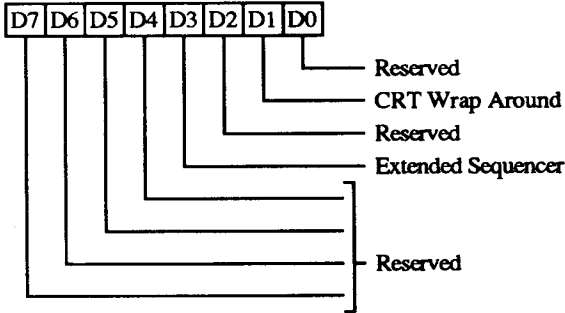 D7 D6 D5 D4 D3 D2 D1 D0
Reserved
CRT Wrap Around
Reserved
Extended Sequencer
Reserved